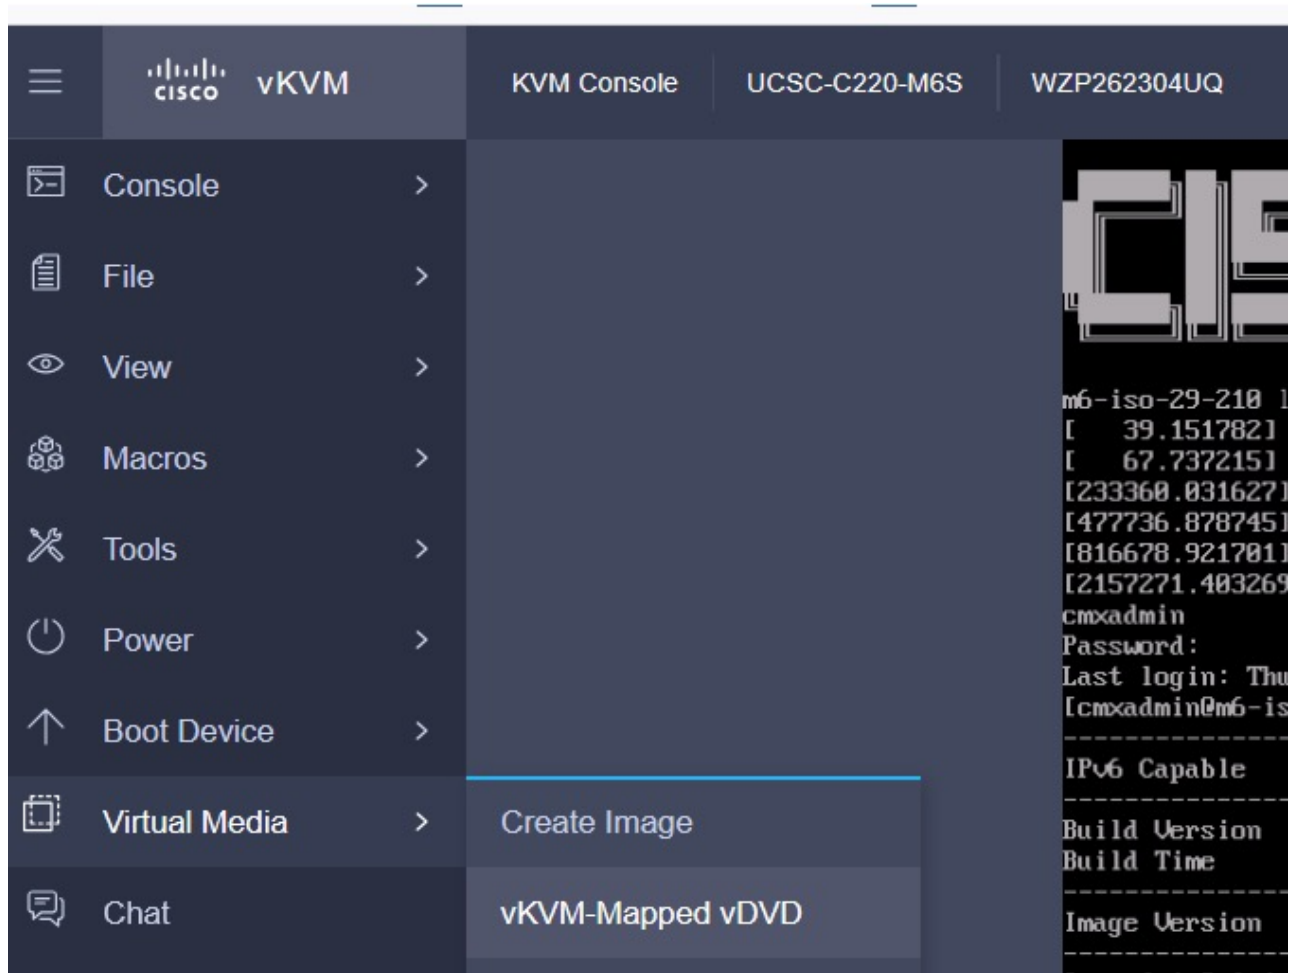 CISCO vKVM KVM Console UCSC-C220-M6S WZP262304UQ
Console
File
View
Macros
Tools
Power
Boot Device
Virtual Media
Chat
Create Image
vKVM-Mapped vDVD
CIS
m6-iso-29-210 l
[ 39.151782]
[ 67.737215]
[233360.031627]
[477736.878745]
[816678.921701]
[2157271.403269
cmxadmin
Password:
Last login: Thu
[cmxadmin@m6-is
---------------
IPv6 Capable
---------------
Build Version
Build Time
---------------
Image Version
---------------